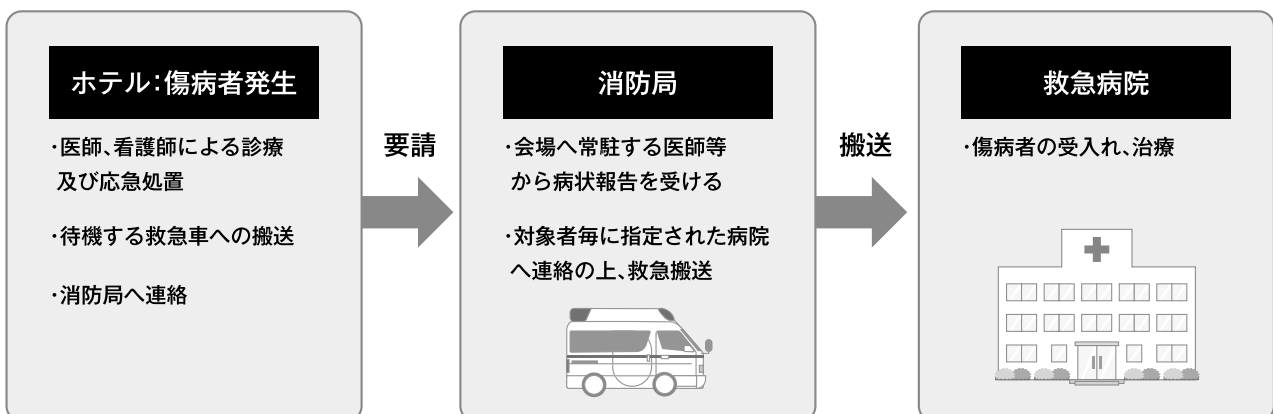 ホテル：傷病者発生
・医師、看護師による診療
及び応急処置
・待機する救急車への搬送
・消防局へ連絡
要請
消防局
・会場へ常駐する医師等
から病状報告を受ける
・対象者毎に指定された病院
へ連絡の上、救急搬送
搬送
救急病院
・傷病者の受入れ、治療